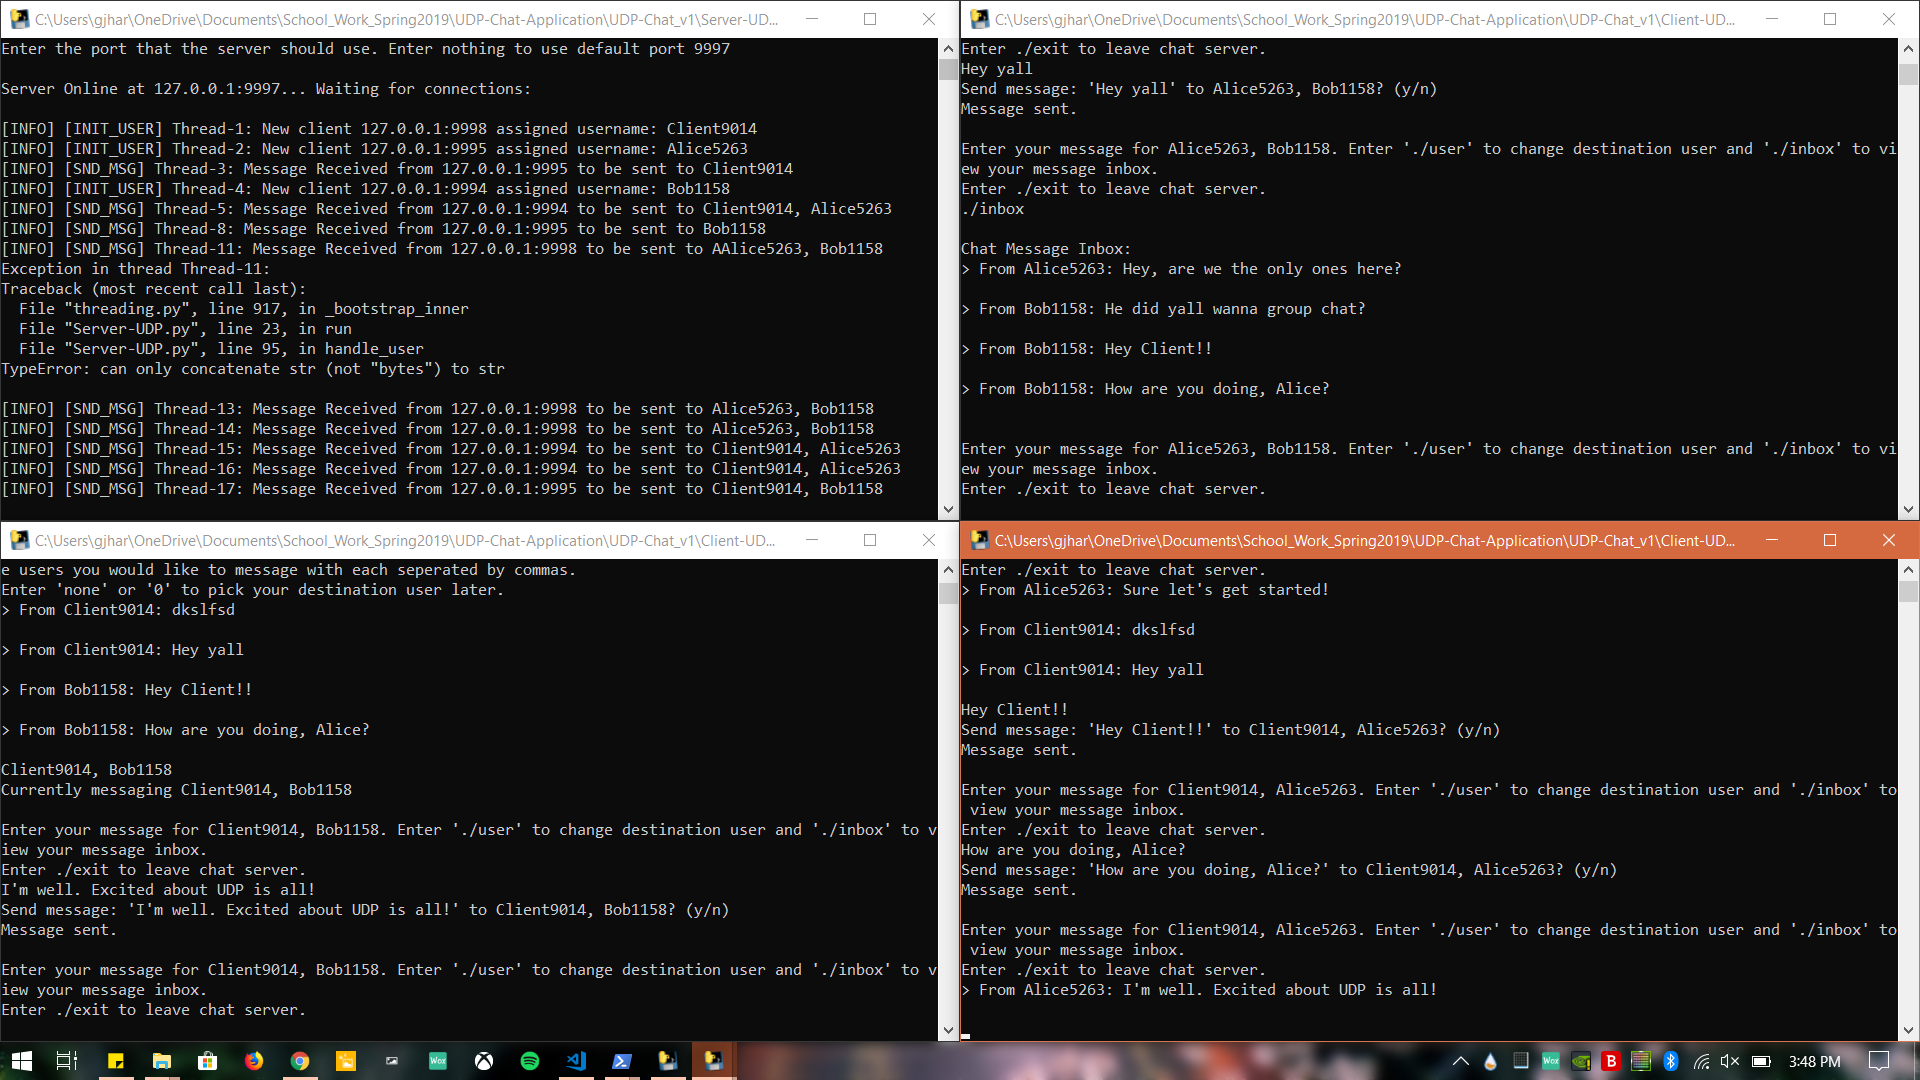 C:\Users\gjhar\OneDrive\Documents\School_Work_Spring2019\UDP-Chat-Application\UDP-Chat_v1\Server-UD...
Enter the port that the server should use. Enter nothing to use default port 9997
Server Online at 127.0.0.1:9997... Waiting for connections:
[INFO] [INIT_USER] Thread-1: New client 127.0.0.1:9998 assigned username: Client9014
[INFO] [INIT_USER] Thread-2: New client 127.0.0.1:9995 assigned username: Alice5263
[INFO] [SND_MSG] Thread-3: Message Received from 127.0.0.1:9995 to be sent to Client9014
[INFO] [INIT_USER] Thread-4: New client 127.0.0.1:9994 assigned username: Bob1158
[INFO] [SND_MSG] Thread-5: Message Received from 127.0.0.1:9994 to be sent to Client9014, Alice5263
[INFO] [SND_MSG] Thread-8: Message Received from 127.0.0.1:9995 to be sent to Bob1158
[INFO] [SND_MSG] Thread-11: Message Received from 127.0.0.1:9998 to be sent to AAlice5263, Bob1158
Exception in thread Thread-11:
Traceback (most recent call last):
  File "threading.py", line 917, in _bootstrap_inner
  File "Server-UDP.py", line 23, in run
  File "Server-UDP.py", line 95, in handle_user
TypeError: can only concatenate str (not "bytes") to str
[INFO] [SND_MSG] Thread-13: Message Received from 127.0.0.1:9998 to be sent to Alice5263, Bob1158
[INFO] [SND_MSG] Thread-14: Message Received from 127.0.0.1:9998 to be sent to Alice5263, Bob1158
[INFO] [SND_MSG] Thread-15: Message Received from 127.0.0.1:9994 to be sent to Client9014, Alice5263
[INFO] [SND_MSG] Thread-16: Message Received from 127.0.0.1:9994 to be sent to Client9014, Alice5263
[INFO] [SND_MSG] Thread-17: Message Received from 127.0.0.1:9995 to be sent to Client9014, Bob1158
C:\Users\gjhar\OneDrive\Documents\School_Work_Spring2019\UDP-Chat-Application\UDP-Chat_v1\Client-UD...
Enter ./exit to leave chat server.
Hey yall
Send message: 'Hey yall' to Alice5263, Bob1158? (y/n)
Message sent.
Enter your message for Alice5263, Bob1158. Enter './user' to change destination user and './inbox' to vi
ew your message inbox.
Enter ./exit to leave chat server.
./inbox
Chat Message Inbox:
> From Alice5263: Hey, are we the only ones here?
> From Bob1158: He did yall wanna group chat?
> From Bob1158: Hey Client!!
> From Bob1158: How are you doing, Alice?
Enter your message for Alice5263, Bob1158. Enter './user' to change destination user and './inbox' to vi
ew your message inbox.
Enter ./exit to leave chat server.
C:\Users\gjhar\OneDrive\Documents\School_Work_Spring2019\UDP-Chat-Application\UDP-Chat_v1\Client-UD...
e users you would like to message with each seperated by commas.
Enter 'none' or '0' to pick your destination user later.
> From Client9014: dkslfsd
> From Client9014: Hey yall
> From Bob1158: Hey Client!!
> From Bob1158: How are you doing, Alice?
Client9014, Bob1158
Currently messaging Client9014, Bob1158
Enter your message for Client9014, Bob1158. Enter './user' to change destination user and './inbox' to v
iew your message inbox.
Enter ./exit to leave chat server.
I'm well. Excited about UDP is all!
Send message: 'I'm well. Excited about UDP is all!' to Client9014, Bob1158? (y/n)
Message sent.
Enter your message for Client9014, Bob1158. Enter './user' to change destination user and './inbox' to v
iew your message inbox.
Enter ./exit to leave chat server.
C:\Users\gjhar\OneDrive\Documents\School_Work_Spring2019\UDP-Chat-Application\UDP-Chat_v1\Client-UD...
Enter ./exit to leave chat server.
> From Alice5263: Sure let's get started!
> From Client9014: dkslfsd
> From Client9014: Hey yall
Hey Client!!
Send message: 'Hey Client!!' to Client9014, Alice5263? (y/n)
Message sent.
Enter your message for Client9014, Alice5263. Enter './user' to change destination user and './inbox' to
 view your message inbox.
Enter ./exit to leave chat server.
How are you doing, Alice?
Send message: 'How are you doing, Alice?' to Client9014, Alice5263? (y/n)
Message sent.
Enter your message for Client9014, Alice5263. Enter './user' to change destination user and './inbox' to
 view your message inbox.
Enter ./exit to leave chat server.
> From Alice5263: I'm well. Excited about UDP is all!
Wox
Wox
B
3:48 PM